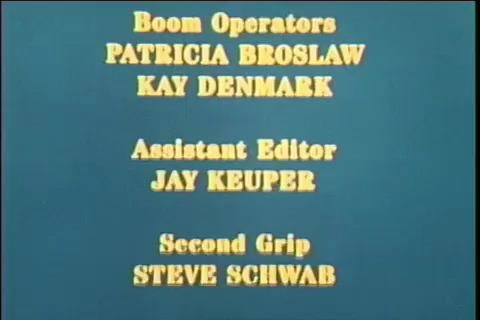 Boom Operators
PATRICIA BROSLAW
KAY DENMARK
Assistant Editor
JAY KEUPER
Second Grip
STEVE SCHWAB